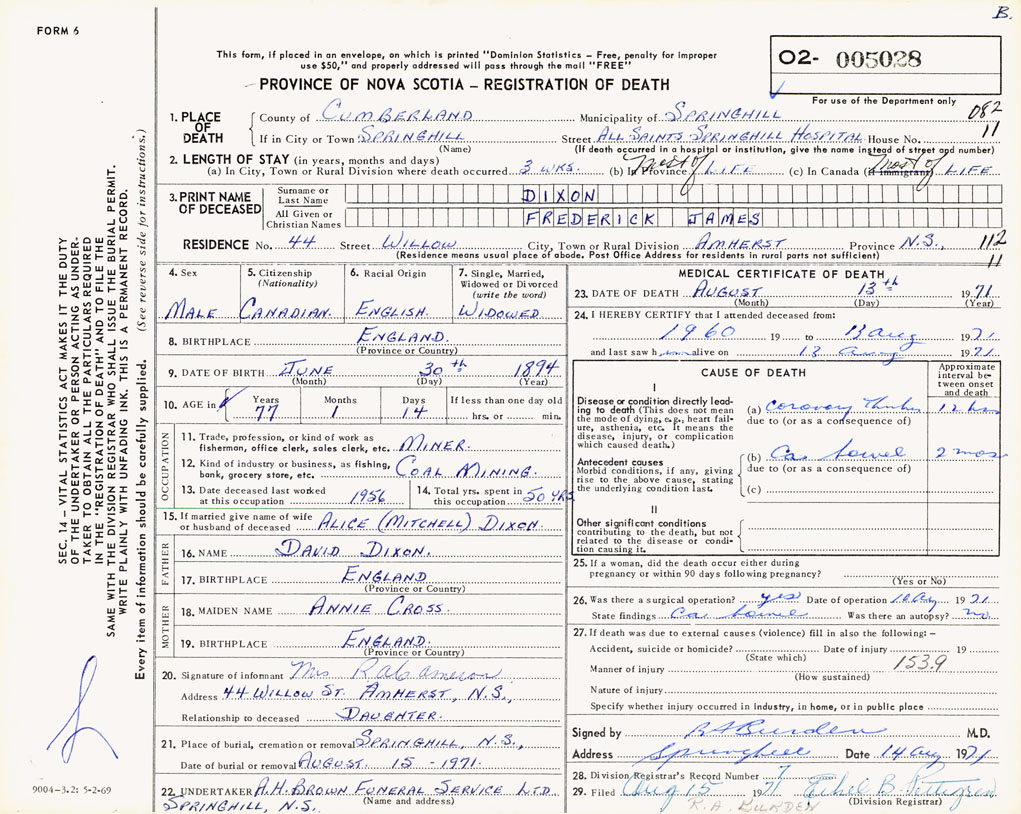 B.
FORM 6
This form, if placed in an envelope, on which is printed "Dominion Statistics – Free, penalty for improper
use $50," and properly addressed will pass through the mail "FREE"
O2- 005028
PROVINCE OF NOVA SCOTIA – REGISTRATION OF DEATH
For use of the Department only
1. PLACE OF DEATH County of CUMBERLAND Municipality of SPRINGHILL 082
If in City or Town SPRINGHILL Street ALL SAINTS SPRINGHILL HOSPITAL House No. 11
(Name) (If death occurred in a hospital or institution, give the name instead of street and number)
2. LENGTH OF STAY (in years, months and days)
(a) In City, Town or Rural Division where death occurred 3 WKS. (b) In Province Most of LIFE (c) In Canada (if immigrant) Most of LIFE
3. PRINT NAME OF DECEASED
Surname or Last Name DIXON
All Given or Christian Names FREDERICK JAMES
RESIDENCE No. 44 Street WILLOW City, Town or Rural Division AMHERST Province N.S., 112
(Residence means usual place of abode. Post Office Address for residents in rural parts not sufficient) 11
4. Sex
MALE
5. Citizenship (Nationality)
CANADIAN.
6. Racial Origin
ENGLISH.
7. Single, Married, Widowed or Divorced (write the word)
WIDOWED
8. BIRTHPLACE ENGLAND.
(Province or Country)
9. DATE OF BIRTH JUNE 30th 1894
(Month) (Day) (Year)
10. AGE in Years 77 Months 1 Days 14 If less than one day old
hrs. or min.
OCCUPATION
11. Trade, profession, or kind of work as
fisherman, office clerk, sales clerk, etc. MINER.
12. Kind of industry or business, as fishing,
bank, grocery store, etc. COAL MINING.
13. Date deceased last worked
at this occupation 1956
14. Total yrs. spent in
this occupation 50 YRS
15. If married give name of wife
or husband of deceased ALICE (MITCHELL) DIXON.
FATHER
16. NAME DAVID DIXON.
17. BIRTHPLACE ENGLAND
(Province or Country)
MOTHER
18. MAIDEN NAME ANNIE CROSS.
19. BIRTHPLACE ENGLAND.
(Province or Country)
20. Signature of informant Mrs R.A. Cameron
Address 44 WILLOW ST. AMHERST, N.S.,
Relationship to deceased DAUGHTER.
21. Place of burial, cremation or removal SPRINGHILL, N.S.,
Date of burial or removal AUGUST 15 - 1971.
22. UNDERTAKER A.H. BROWN FUNERAL SERVICE LTD
(Name and address)
SPRINGHILL, N.S.
MEDICAL CERTIFICATE OF DEATH
23. DATE OF DEATH AUGUST 13th 1971
(Month) (Day) (Year)
24. I HEREBY CERTIFY that I attended deceased from:
1960 19 to 13 Aug 1971
and last saw him alive on 13 Aug 1971
CAUSE OF DEATH
Approximate interval between onset and death
I
Disease or condition directly leading to death (This does not mean the mode of dying, e.g., heart failure, asthenia, etc. It means the disease, injury, or complication which caused death.)
(a) coronary 12 hrs
due to (or as a consequence of)
Antecedent causes
Morbid conditions, if any, giving rise to the above cause, stating the underlying condition last.
(b) Ca bowel 2 mos
due to (or as a consequence of)
(c)
II
Other significant conditions
contributing to the death, but not related to the disease or condition causing it.
25. If a woman, did the death occur either during
pregnancy or within 90 days following pregnancy?
(Yes or No)
26. Was there a surgical operation? yes Date of operation Aug 1971
State findings Ca bowel Was there an autopsy? no
27. If death was due to external causes (violence) fill in also the following: –
Accident, suicide or homicide? Date of injury 19
(State which)
Manner of injury 153.9
(How sustained)
Nature of injury
Specify whether injury occurred in industry, in home, or in public place
Signed by R A Burden M.D.
Address Springhill Date 14 Aug 1971
28. Division Registrar's Record Number 7
29. Filed Aug 15 1971 Ethel B.
R. A. BURDEN (Division Registrar)
SEC. 14 – VITAL STATISTICS ACT MAKES IT THE DUTY
OF THE UNDERTAKER OR PERSON ACTING AS UNDER-
TAKER TO OBTAIN ALL THE PARTICULARS REQUIRED
IN THE "REGISTRATION OF DEATH" AND TO FILE THE
SAME WITH THE DIVISION REGISTRAR WHO SHALL ISSUE THE BURIAL PERMIT.
WRITE PLAINLY WITH UNFADING INK. THIS IS A PERMANENT RECORD.
Every item of information should be carefully supplied. (See reverse side for instructions.)
9004-3.2: 5-2-69